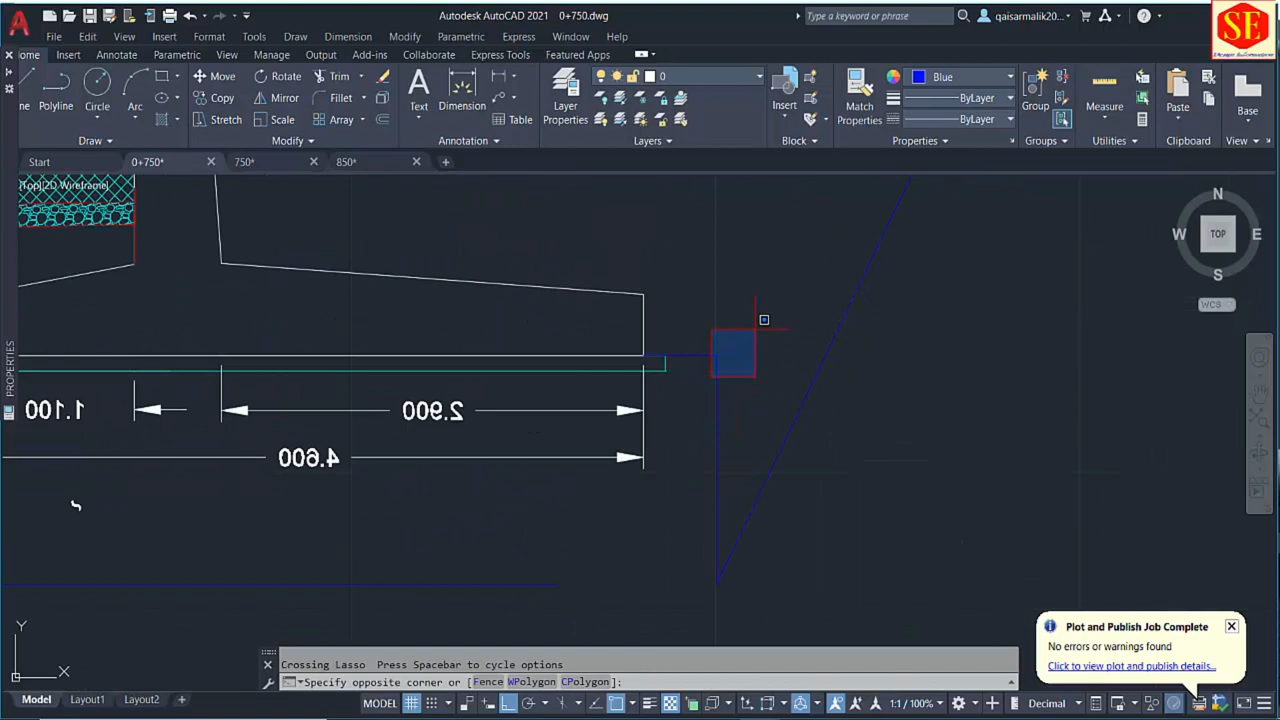 Autodesk AutoCAD 2021 0+750.dwg
Type a keyword or phrase
qaisarmalik20...
SE
File Edit View Insert Format Tools Draw Dimension Modify Parametric Express Window Help
ome Insert Annotate Parametric View Manage Output Add-ins Collaborate Express Tools Featured Apps
Polyline Circle Arc
Move Rotate Trim
Copy Mirror Fillet
Stretch Scale Array
Text Dimension Table
Layer Properties
0
Insert
Match Properties
Blue
ByLayer
ByLayer
Group
Measure
Paste
Base
Draw Modify Annotation Layers Block Properties Groups Utilities Clipboard View
Start 0+750* 750* 850*
[Top][2D Wireframe]
N
W TOP E
S
WCS
PROPERTIES
1.100 2.900
4.600
Y
X
Plot and Publish Job Complete
No errors or warnings found
Click to view plot and publish details...
Crossing Lasso Press Spacebar to cycle options
Specify opposite corner or [Fence WPolygon CPolygon]:
Model Layout1 Layout2
MODEL 1:1 / 100% Decimal